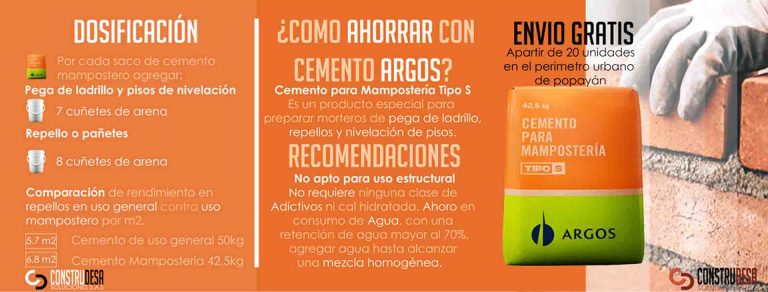 DOSIFICACIÓN
Por cada saco de cemento
mampostero agregar:
Pega de ladrillo y pisos de nivelación
7 cuñetes de arena
Repello o pañetes
8 cuñetes de arena
Comparación de rendimiento en
repellos en uso general contra uso
mampostero por m2.
5.7 m2 Cemento de uso general 50kg
6.8 m2 Cemento Mamposteria 42.5kg
CONSTRUDESA
¿COMO AHORRAR CON
CEMENTO ARGOS?
Cemento para Mampostería Tipo S
Es un producto especial para
preparar morteros de pega de ladrillo,
repellos y nivelación de pisos.
RECOMENDACIONES
No apto para uso estructural
No requiere ninguna clase de
Adictivos ni cal hidratada. Ahoro en
consumo de Agua, con una
retención de agua mayor al 70%,
agregar agua hasta alcanzar
una mezcla homogénea.
ENVIO GRATIS
Apartir de 20 unidades
en el perimetro urbano
de popayán
42.5 kg
CEMENTO
PARA
MAMPOSTERÍA
TIPO S
ARGOS
CONSTRUDESA